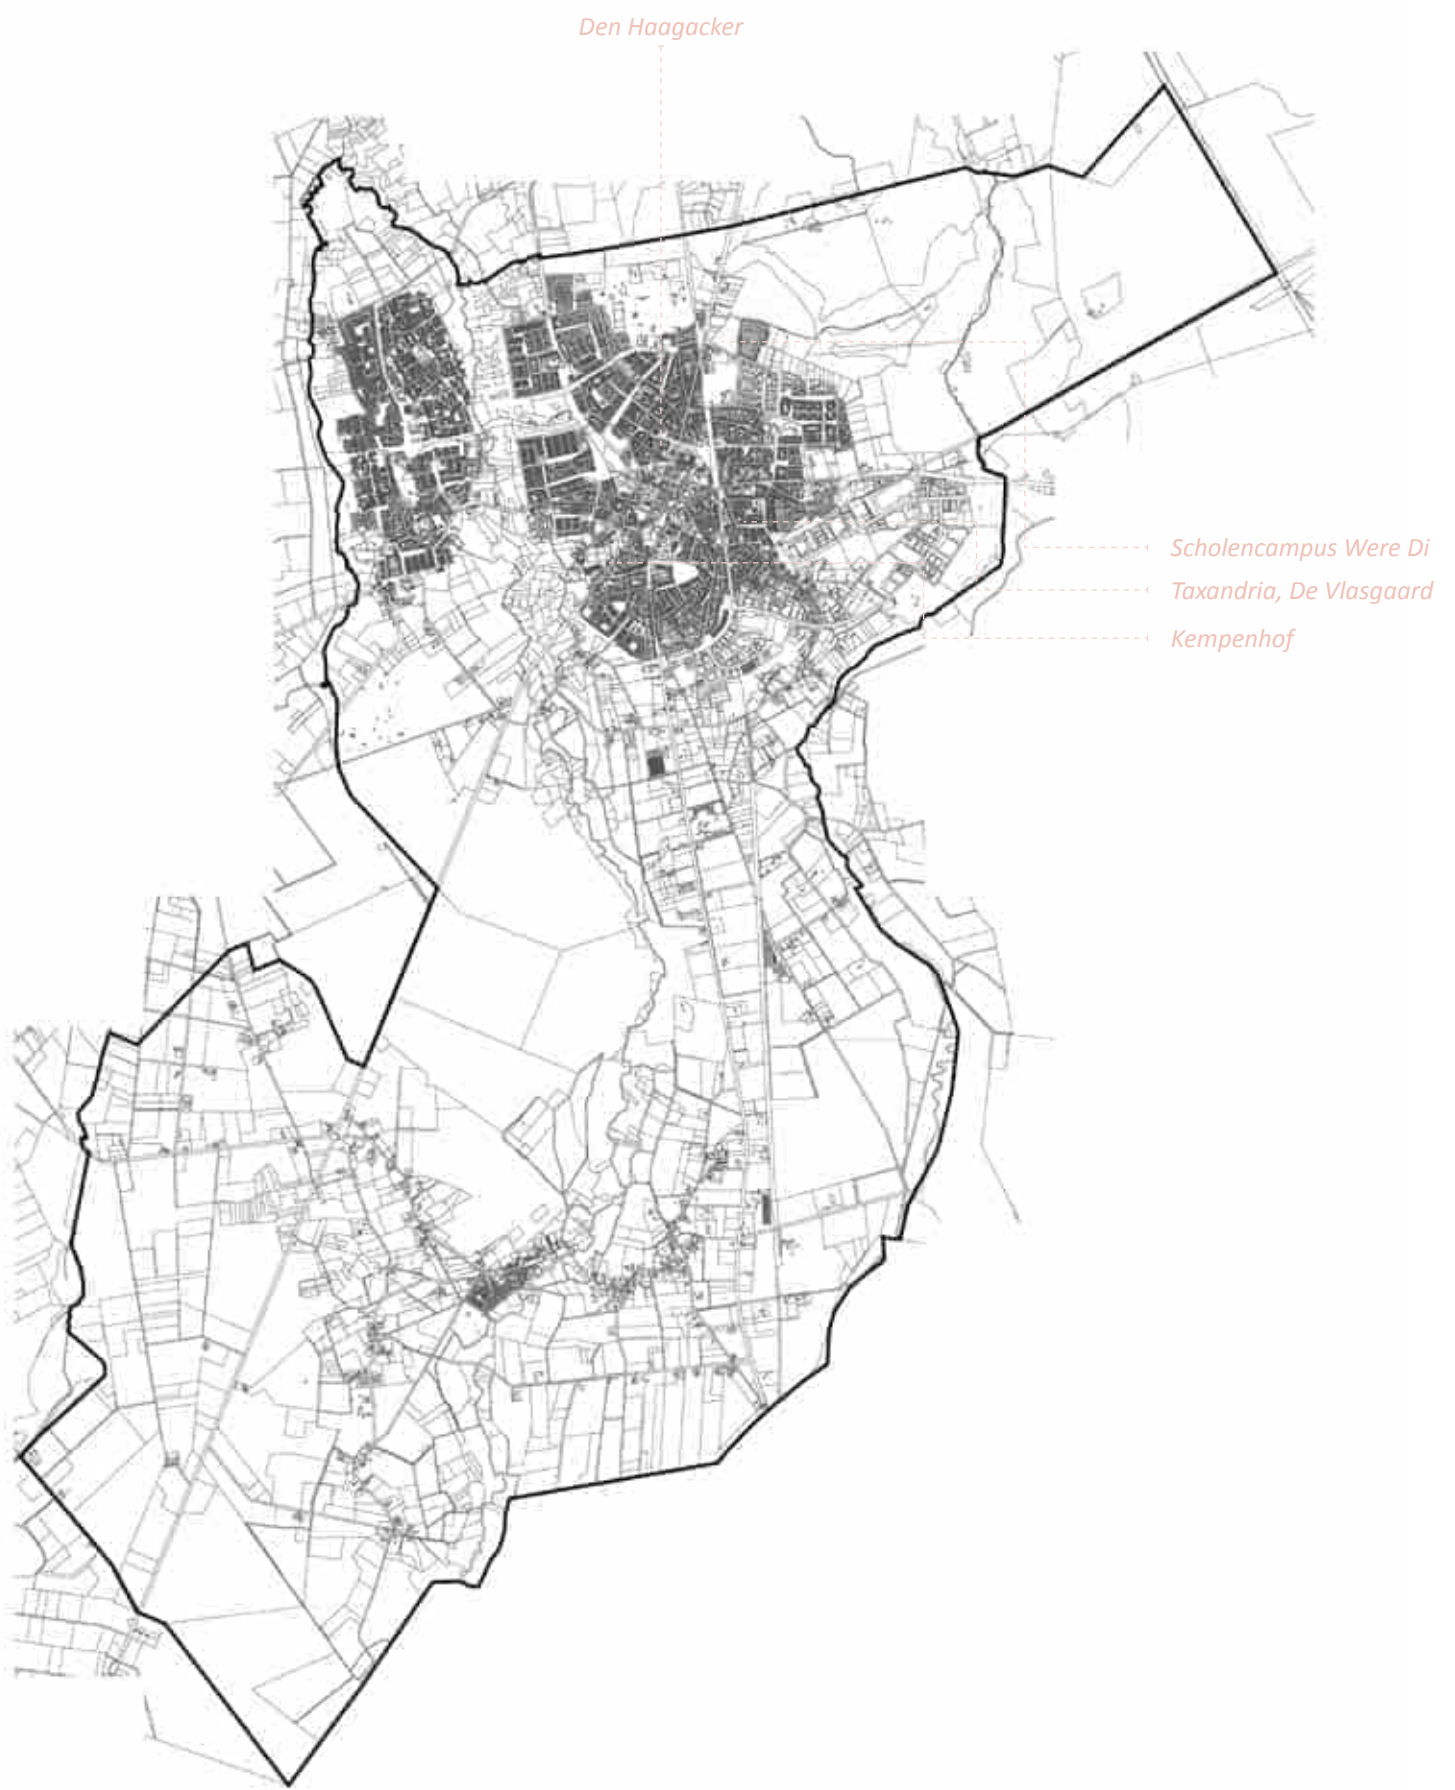 Den Haagacker
Scholencampus Were Di
Taxandria, De Vlasgaard
Kempenhof